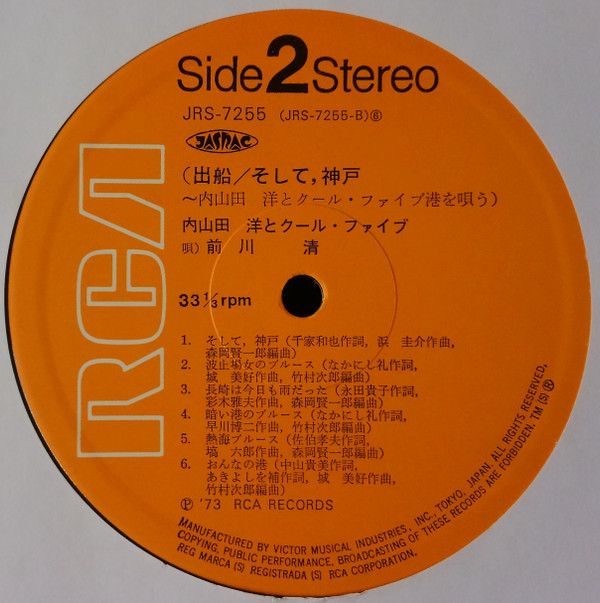 Side 2 Stereo
JRS-7255 (JRS-7255-B)⑥
JASRAC
RCA
(出船/そして,神戸
~内山田 洋とクール・ファイブ港を唄う)
内山田 洋とクール・ファイブ
唄) 前川 清
33 1/3 rpm
1. そして,神戸(千家和也作詞,浜 圭介作曲,
森岡賢一郎編曲)
2. 波止場女のブルース(なかにし礼作詞,
城 美好作曲,竹村次郎編曲)
3. 長崎は今日も雨だった(永田貴子作詞,
彩木雅夫作曲,森岡賢一郎編曲)
4. 暗い港のブルース(なかにし礼作詞,
早川博二作曲,竹村次郎編曲)
5. 熱海ブルース(佐伯孝夫作詞,
塙 六郎作曲,森岡賢一郎編曲)
6. おんなの港(中山貴美作詞,
あきよしを補作詞,城 美好作曲,
竹村次郎編曲)
Ⓟ '73 RCA RECORDS
MANUFACTURED BY VICTOR MUSICAL INDUSTRIES, INC., TOKYO, JAPAN. ALL RIGHTS RESERVED.
COPYING, PUBLIC PERFORMANCE, BROADCASTING OF THESE RECORDS ARE FORBIDDEN. TM (S) ®
REG MARCA (S) REGISTRADA (S) RCA CORPORATION.